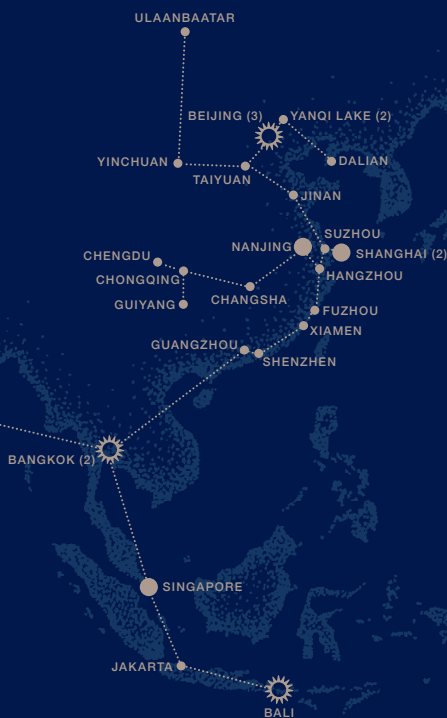 ULAANBAATAR
BEIJING (3)
YANQI LAKE (2)
YINCHUAN
DALIAN
TAIYUAN
JINAN
SUZHOU
NANJING
SHANGHAI (2)
CHENGDU
HANGZHOU
CHONGQING
CHANGSHA
GUIYANG
FUZHOU
XIAMEN
GUANGZHOU
SHENZHEN
BANGKOK (2)
SINGAPORE
JAKARTA
BALI